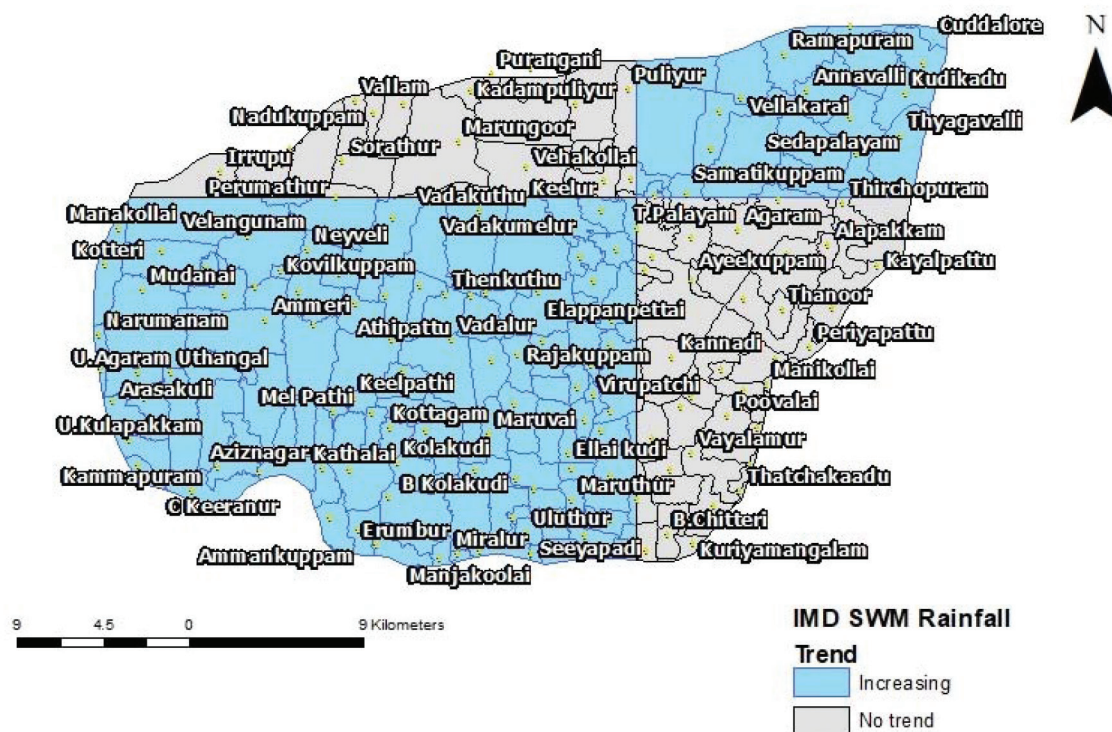 Cuddalore
N
Ramapuram
Purangani
Puliyur
Vallam
Kadampuliyur
Annavalli
Kudikadu
Nadukuppam
Vellakarai
Marungoor
Thyagavalli
Sorathur
Sedapalayam
Irrupu
Vehakollai
Samatikuppam
Perumathur
Keelur
Thirchopuram
Vadakuthu
Manakollai
Velangunam
T.Palayam
Agaram
Vadakumelur
Neyveli
Alapakkam
Kotteri
Ayeekuppam
Kayalpattu
Kovilkuppam
Mudanai
Thenkuthu
Thanoor
Ammeri
Elappanpettai
Narumanam
Athipattu
Vadalur
Periyapattu
Kannadi
U.Agaram
Uthangal
Rajakuppam
Manikollai
Arasakuli
Keelpathi
Virupatchi
Mel Pathi
Poovalai
Kottagam
Maruvai
U.Kulapakkam
Vayalamur
Aziznagar
Kathalai
Kolakudi
Ellai kudi
Kammapuram
Thatchakaadu
B Kolakudi
Maruthur
C Keeranur
B.Chitteri
Uluthur
Erumbur
Miralur
Seeyapadi
Kuriyamangalam
Ammankuppam
Manjakoolai
9 4.5 0 9 Kilometers
IMD SWM Rainfall
Trend
Increasing
No trend